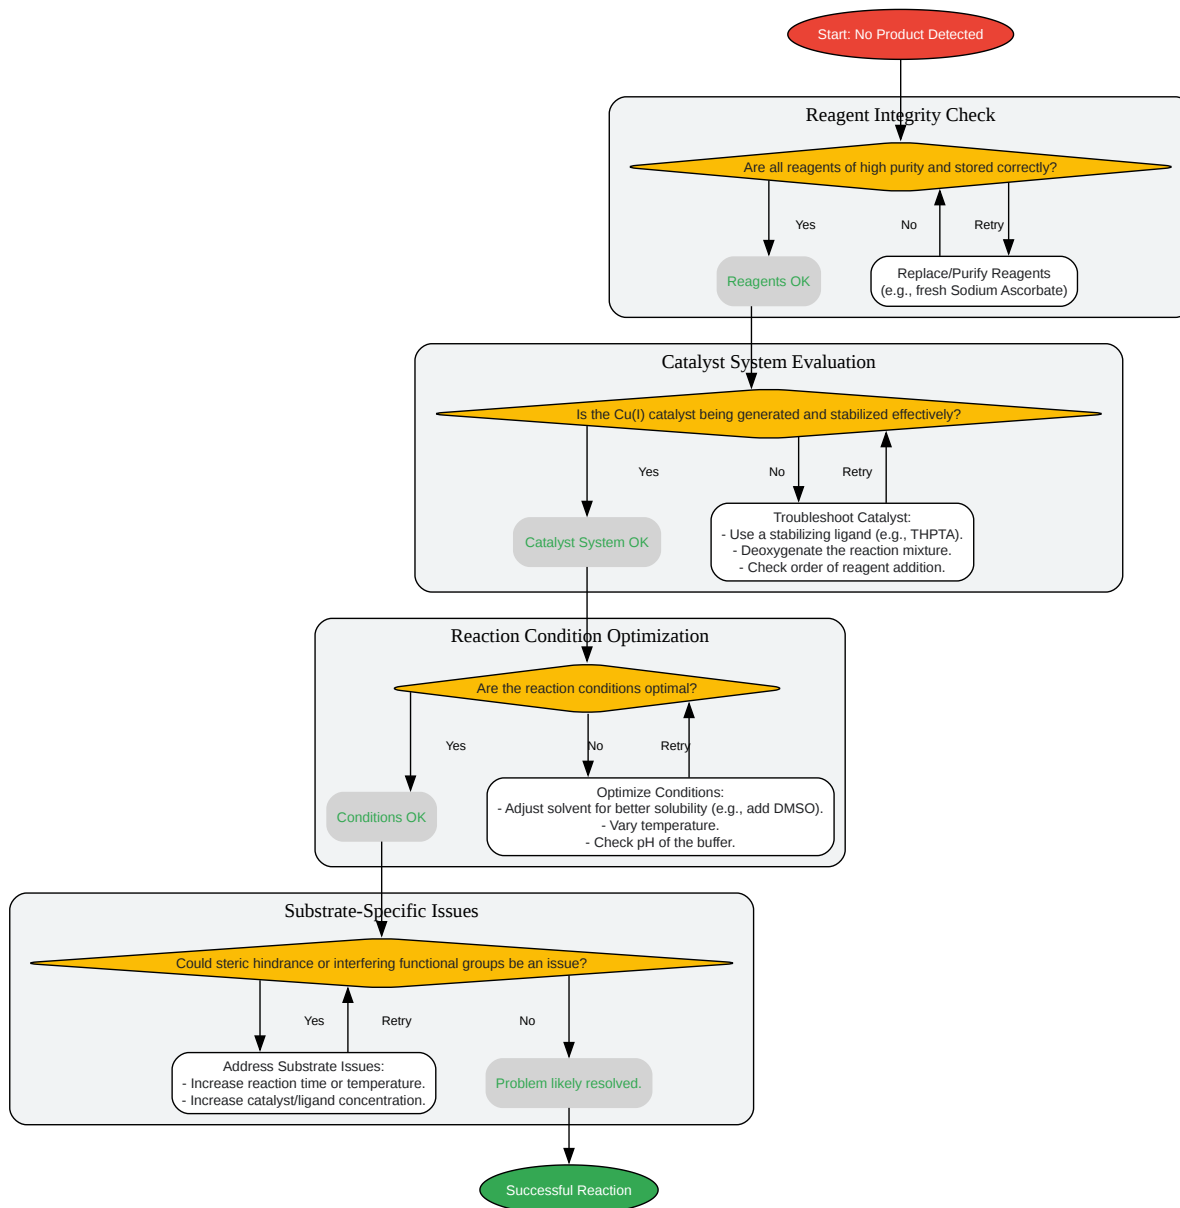 Start: No Product Detected
Reagent Integrity Check
Are all reagents of high purity and stored correctly?
Yes
No
Retry
Reagents OK
Replace/Purify Reagents
(e.g., fresh Sodium Ascorbate)
Catalyst System Evaluation
Is the Cu(I) catalyst being generated and stabilized effectively?
Yes
No
Retry
Catalyst System OK
Troubleshoot Catalyst:
- Use a stabilizing ligand (e.g., THPTA).
- Deoxygenate the reaction mixture.
- Check order of reagent addition.
Reaction Condition Optimization
Are the reaction conditions optimal?
Yes
No
Retry
Conditions OK
Optimize Conditions:
- Adjust solvent for better solubility (e.g., add DMSO).
- Vary temperature.
- Check pH of the buffer.
Substrate-Specific Issues
Could steric hindrance or interfering functional groups be an issue?
Yes
Retry
No
Address Substrate Issues:
- Increase reaction time or temperature.
- Increase catalyst/ligand concentration.
Problem likely resolved.
Successful Reaction